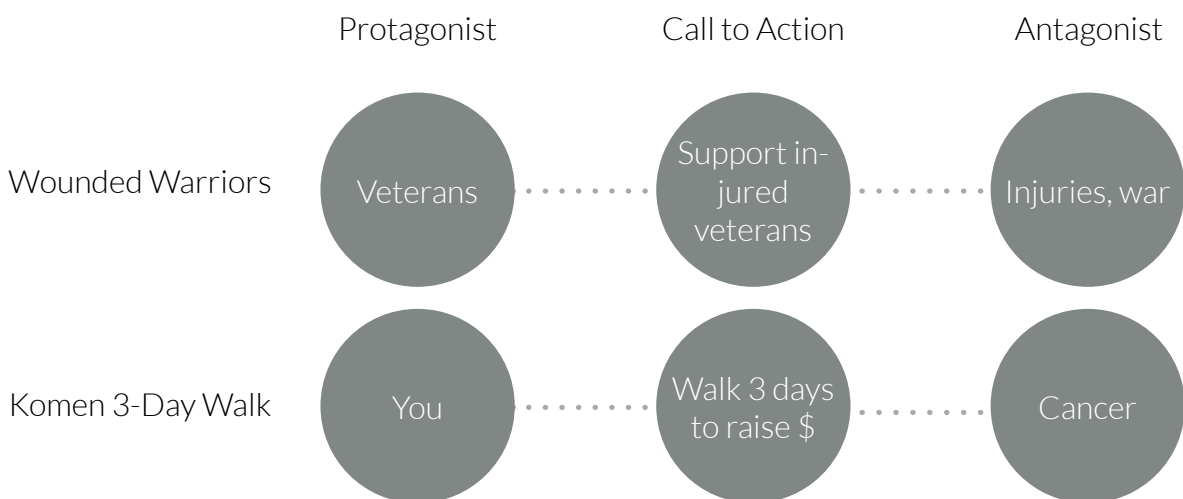 Protagonist
Call to Action
Antagonist
Wounded Warriors
Veterans
Support in-
jured
veterans
Injuries, war
Komen 3-Day Walk
You
Walk 3 days
to raise $
Cancer